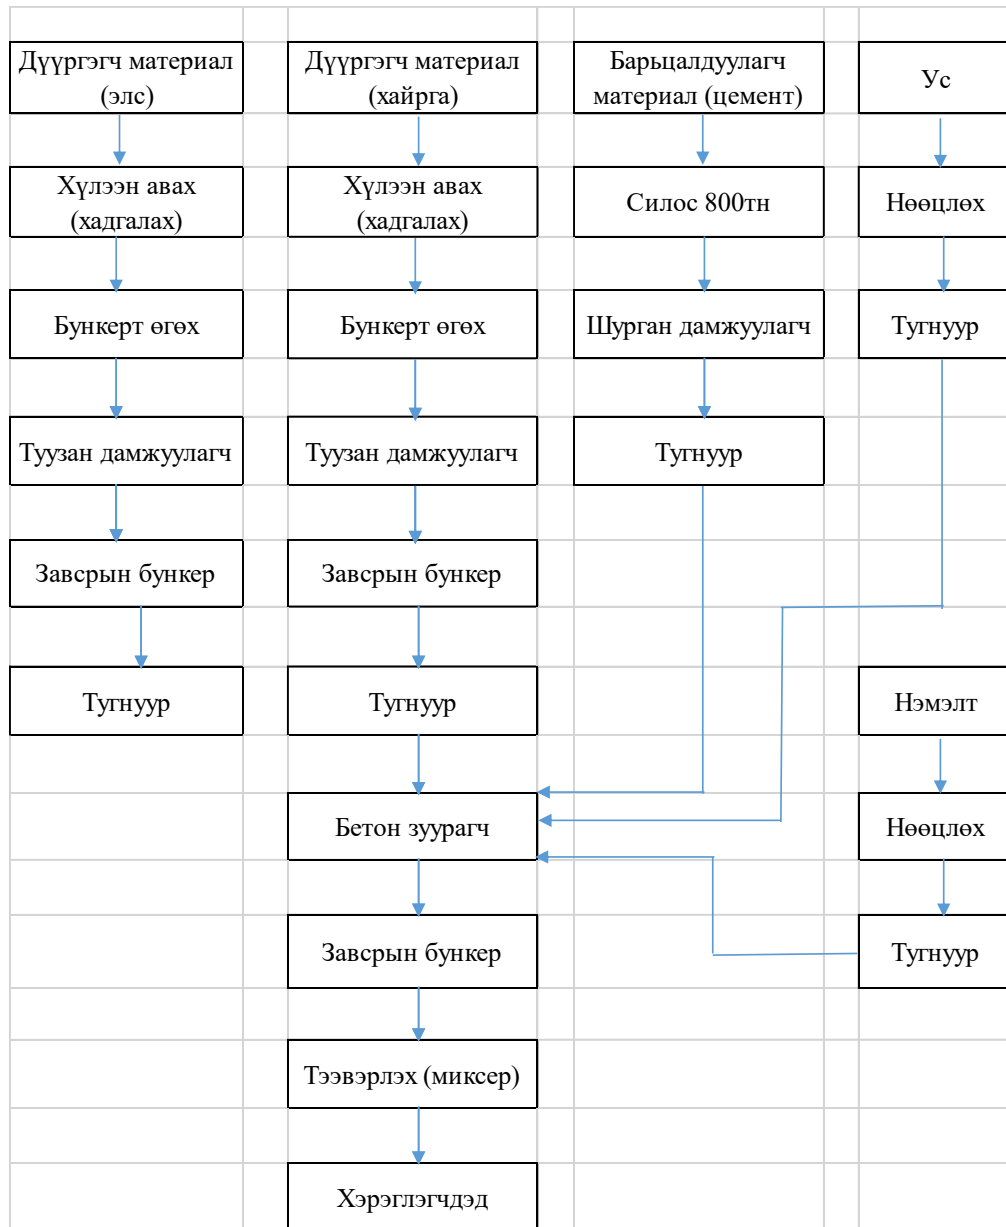 Дүүргэгч материал
(элс)
Дүүргэгч материал
(хайрга)
Барьцалдуулагч
материал (цемент)
Ус
Хүлээн авах
(хадгалах)
Хүлээн авах
(хадгалах)
Силос 800тн
Нөөцлөх
Бункерт өгөх
Бункерт өгөх
Шурган дамжуулагч
Тугнуур
Туузан дамжуулагч
Туузан дамжуулагч
Тугнуур
Завсрын бункер
Завсрын бункер
Тугнуур
Тугнуур
Нэмэлт
Бетон зуурагч
Нөөцлөх
Завсрын бункер
Тугнуур
Тээвэрлэх (миксер)
Хэрэглэгчдэд